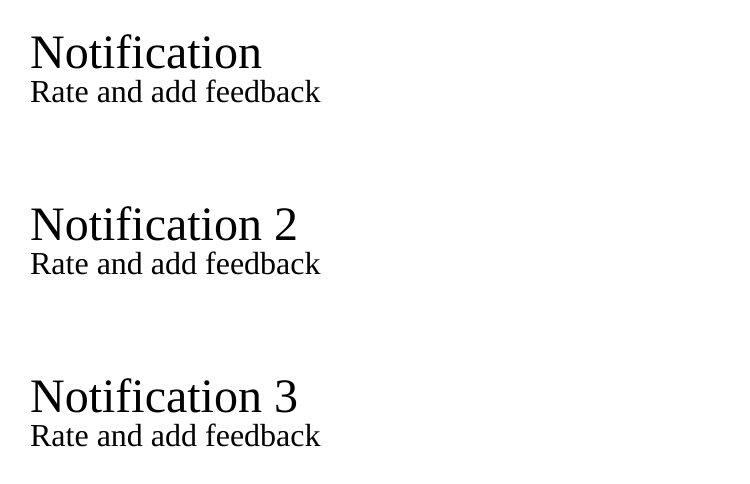 Notification
Rate and add feedback
Notification 2
Rate and add feedback
Notification 3
Rate and add feedback